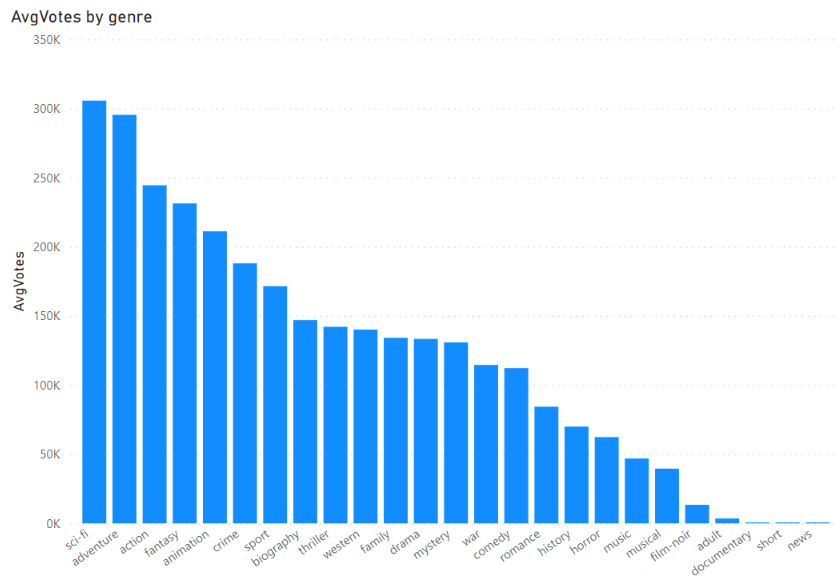 AvgVotes by genre
350K
300K
250K
200K
150K
100K
50K
0K
AvgVotes
sci-fi
adventure
action
fantasy
animation
crime
sport
biography
thriller
western
family
drama
mystery
war
comedy
romance
history
horror
music
musical
film-noir
adult
documentary
short
news